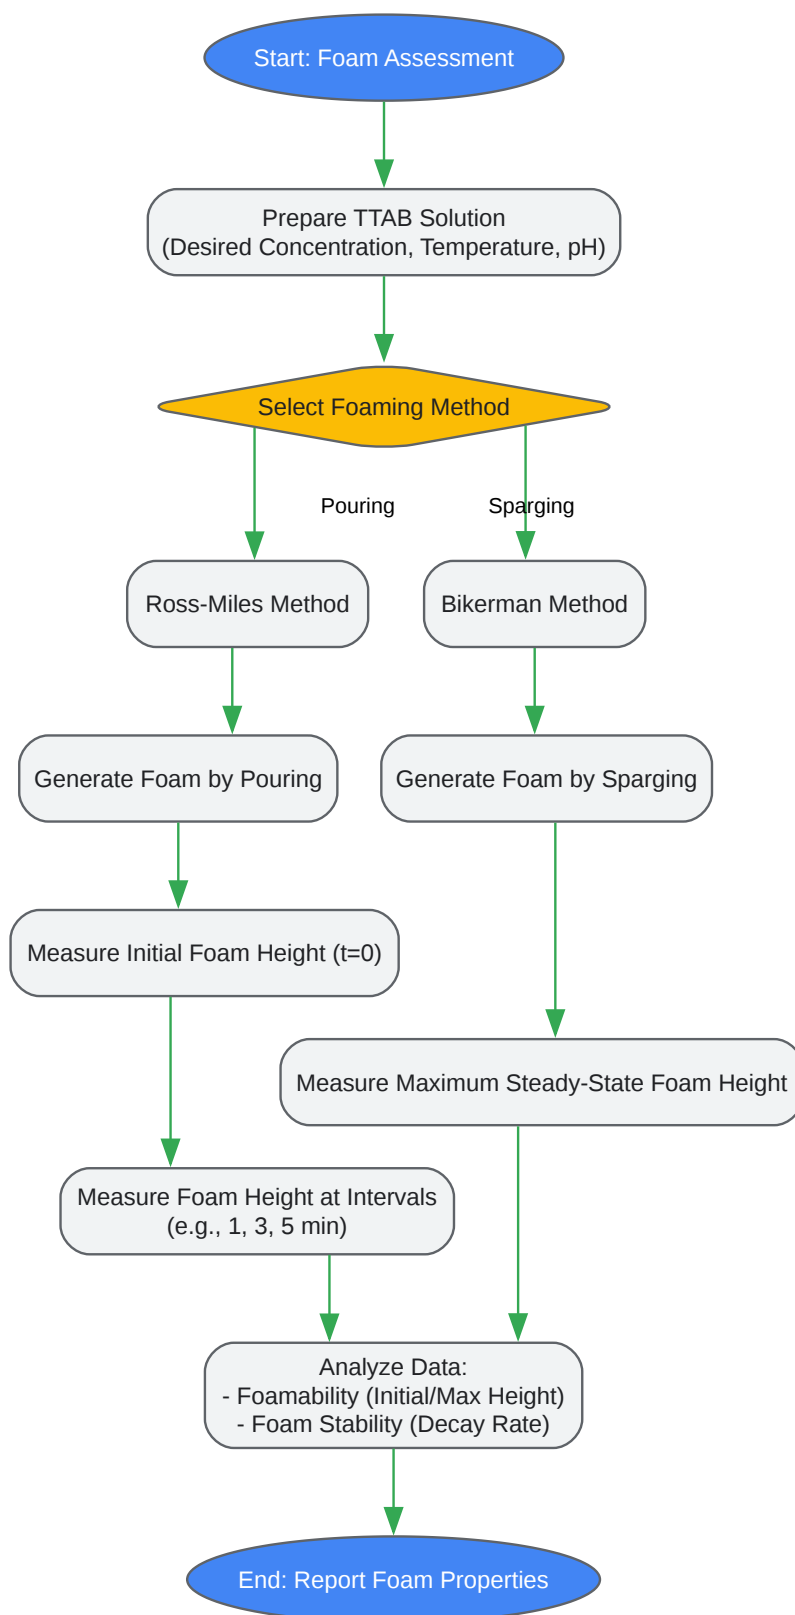 Start: Foam Assessment
Prepare TTAB Solution
(Desired Concentration, Temperature, pH)
Select Foaming Method
Pouring
Sparging
Ross-Miles Method
Bikerman Method
Generate Foam by Pouring
Generate Foam by Sparging
Measure Initial Foam Height (t=0)
Measure Maximum Steady-State Foam Height
Measure Foam Height at Intervals
(e.g., 1, 3, 5 min)
Analyze Data:
- Foamability (Initial/Max Height)
- Foam Stability (Decay Rate)
End: Report Foam Properties